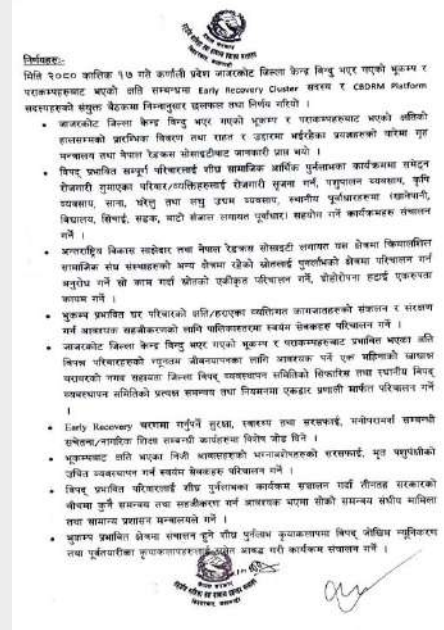 निर्णयहरु:-
मिति २०८० कात्तिक १७ गते कर्णाली प्रदेश जाजरकोट जिल्ला केन्द्र विन्दु भएर गएको भूकम्प र
पराकम्पहरुबाट भएको क्षति सम्बन्धमा Early Recovery Cluster सदस्य र CBDRM Platform
सदस्यहरुको संयुक्त बैठकमा निम्नानुसार छलफल तथा निर्णय गरियो ।
• जाजरकोट जिल्ला केन्द्र विन्दु भएर गएको भूकम्प र पराकम्पहरुबाट भएको क्षतिको
हालसम्मको प्रारम्भिक विवरण तथा राहत र उद्दारमा भईरहेका प्रयासहरुको बारेमा गृह
मन्त्रालय तथा नेपाल रेडक्रस सोसाइटीबाट जानकारी प्राप्त भयो ।
• विपद् प्रभावित सम्पूर्ण परिवारलाई शीघ्र सामाजिक आर्थिक पुर्नलाभका कार्यक्रममा समेट्न
रोजगारी गुमाएका परिवार/व्यक्तिहरुलाई रोजगारी सृजना गर्ने, पशुपालन व्यवसाय, कृषि
व्यवसाय, साना, घरेलु तथा लघु उद्यम व्यवसाय, स्थानीय पूर्वाधारहरुमा (खानेपानी,
विद्यालय, सिंचाई, सडक, बाटो लगायत पूर्वाधार) सहयोग गर्ने कार्यक्रमहरु संचालन
गर्ने ।
• अन्तराष्ट्रिय विकास साझेदार तथा नेपाल रेडक्रस सोसाइटी लगायत यस क्षेत्रमा क्रियाशिल
सामाजिक संघ संस्थाहरुको अन्य क्षेत्रमा रहेको स्रोतलाई पुनर्लाभको क्षेत्रमा परिचालन गर्न
अनुरोध गर्ने सो काम गर्दा स्रोतको एकीकृत परिचालन गर्ने, दोहोरोपना हटाई एकरुपता
कायम गर्ने ।
• भूकम्प प्रभावित घर परिवारको क्षति/हराएका व्यक्तिगत कागजातहरुको संकलन र संरक्षण
गर्न आवश्यक सहजीकरणको लागि पालिकास्तरमा स्वयंम सेवकहरु परिचालन गर्ने ।
• जाजरकोट जिल्ला केन्द्र विन्दु भएर गएको भूकम्प र पराकम्पहरुबाट प्रभावित भएका अति
विपन्न परिवारहरुको न्यूनतम जीवनयापनका लागि आवश्यक पर्ने एक महिनाको खाद्यान्न
बराबरको नगद सहायता जिल्ला विपद् व्यवस्थापन समितिको सिफारिस तथा स्थानीय विपद्
व्यवस्थापन समितिको प्रत्यक्ष समन्वय तथा नियमनमा एकद्वार प्रणाली मार्फत परिचालन गर्ने
।
• Early Recovery चरणमा गर्नुपर्ने सुरक्षा, स्वास्थ्य तथा सरसफाई, मनोपरामर्श सम्बन्धी
सचेतना/नागरिक शिक्षा सम्बन्धी कार्यहरुमा विशेष जोड दिने ।
• भूकम्पबाट क्षति भएका निजी आवासहरुको भग्नावशेषहरुको सरसफाई, मृत पशुपंक्षीको
उचित व्यवस्थापन गर्न स्वयंम सेवकहरु परिचालन गर्ने ।
• विपद् प्रभावित परिवारलाई शीघ्र पुर्नलाभका कार्यक्रम संचालन गर्दा तीनतह सरकारको
बीचमा कुनै समन्वय तथा सहजीकरण गर्न आवश्यक भएमा सोको समन्वय संघीय मामिला
तथा सामान्य प्रशासन मन्त्रालयले गर्ने ।
• भूकम्प प्रभावित क्षेत्रमा संचालन हुने शीघ्र पुर्नलाभ कृयाकलापमा विपद् जोखिम न्यूनिकरण
तथा पूर्वतयारीका कृयाकलापहरुलाई समेत आवद्ध गरी कार्यक्रम संचालन गर्ने ।